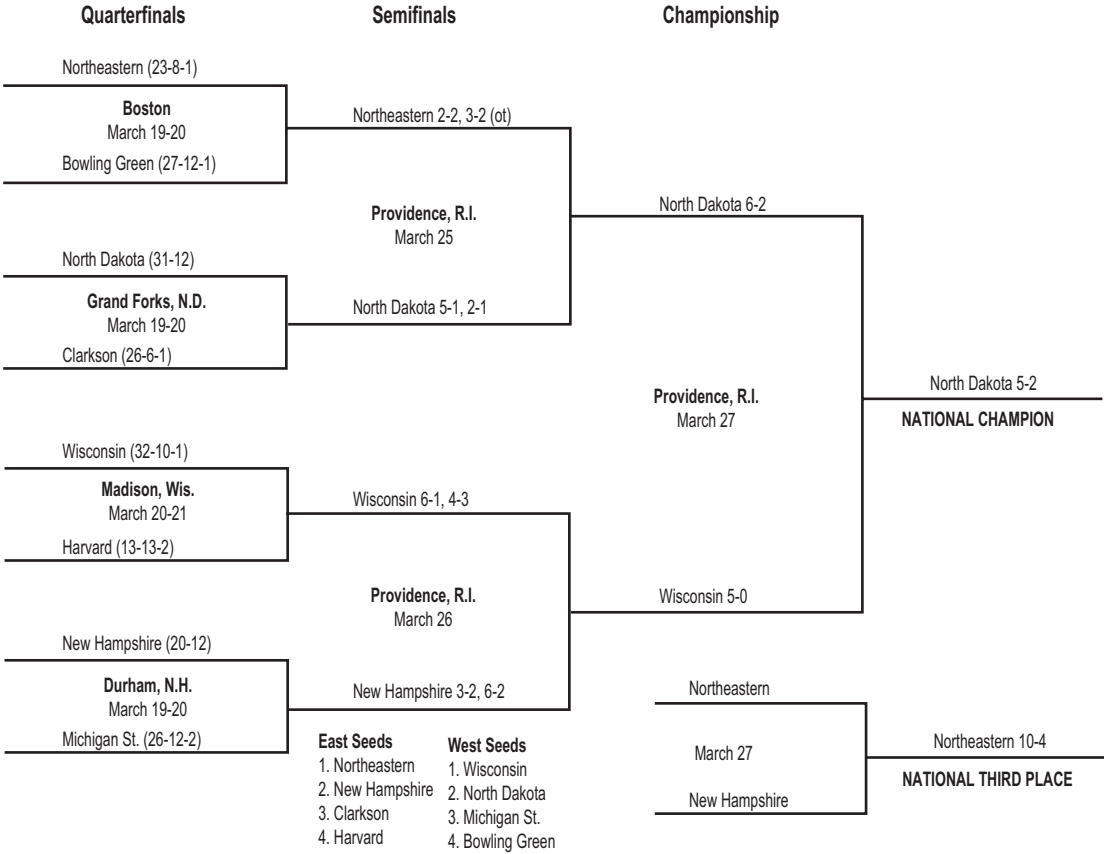 Quarterfinals
Semifinals
Championship
Northeastern (23-8-1)
Boston
March 19-20
Bowling Green (27-12-1)
North Dakota (31-12)
Grand Forks, N.D.
March 19-20
Clarkson (26-6-1)
Wisconsin (32-10-1)
Madison, Wis.
March 20-21
Harvard (13-13-2)
New Hampshire (20-12)
Durham, N.H.
March 19-20
Michigan St. (26-12-2)
Northeastern 2-2, 3-2 (ot)
Providence, R.I.
March 25
North Dakota 5-1, 2-1
Wisconsin 6-1, 4-3
Providence, R.I.
March 26
New Hampshire 3-2, 6-2
East Seeds
1. Northeastern
2. New Hampshire
3. Clarkson
4. Harvard
West Seeds
1. Wisconsin
2. North Dakota
3. Michigan St.
4. Bowling Green
North Dakota 6-2
Providence, R.I.
March 27
Wisconsin 5-0
North Dakota 5-2
NATIONAL CHAMPION
Northeastern
March 27
New Hampshire
Northeastern 10-4
NATIONAL THIRD PLACE